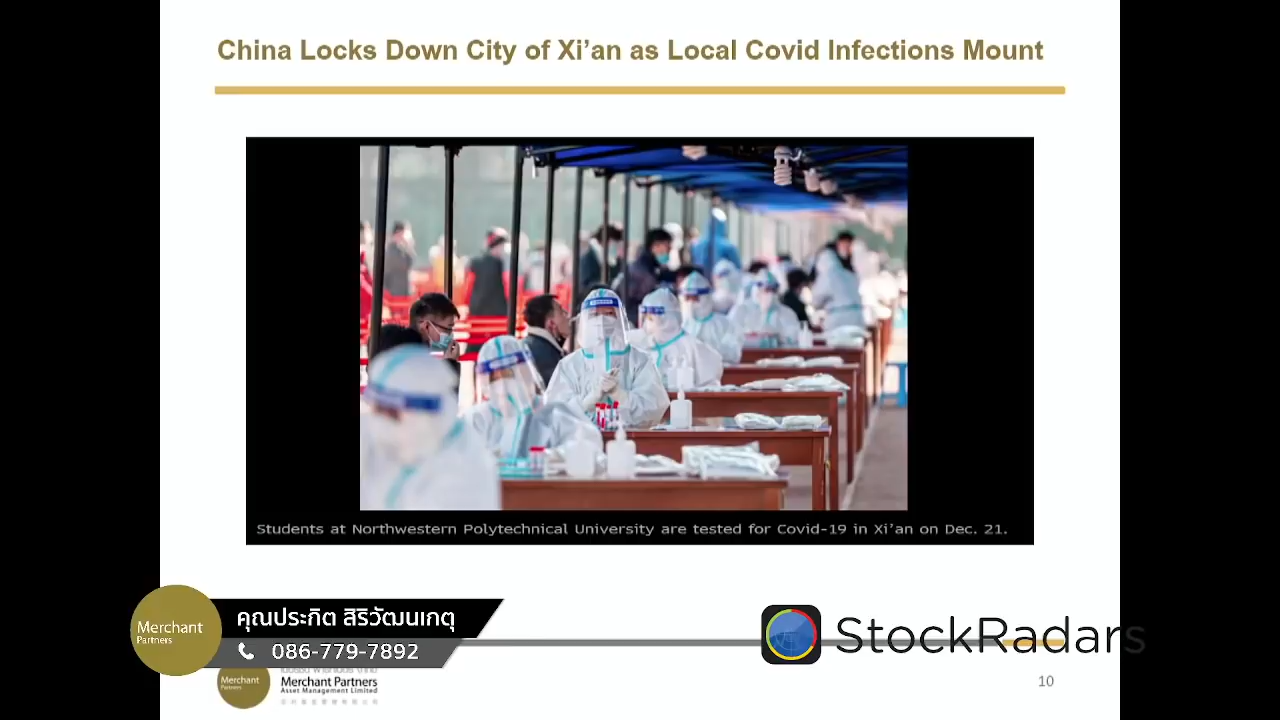 China Locks Down City of Xi’an as Local Covid Infections Mount
Students at Northwestern Polytechnical University are tested for Covid-19 in Xi’an on Dec. 21.
Merchant
Partners
คุณประกิต สิริวัฒนเกตุ
086-779-7892
StockRadars
Merchant
Partners
Merchant Partners
Asset Management Limited
10